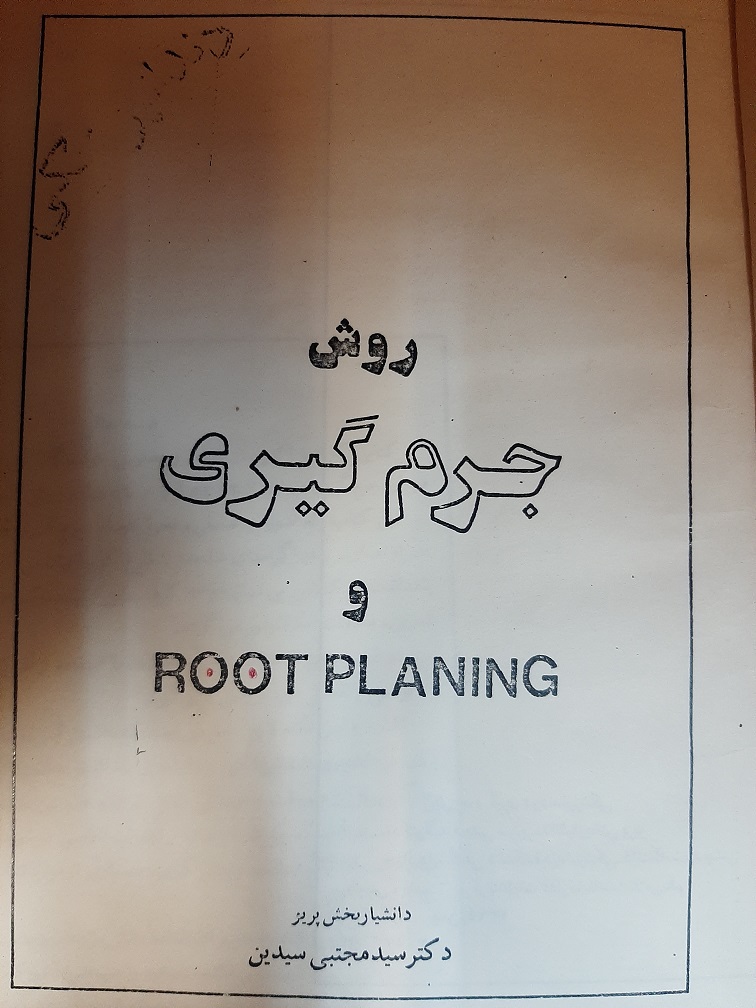 روش
جرم گیری
و
ROOT PLANING
دانشیار بخش پریز
دکتر سید مجتبی سیدین